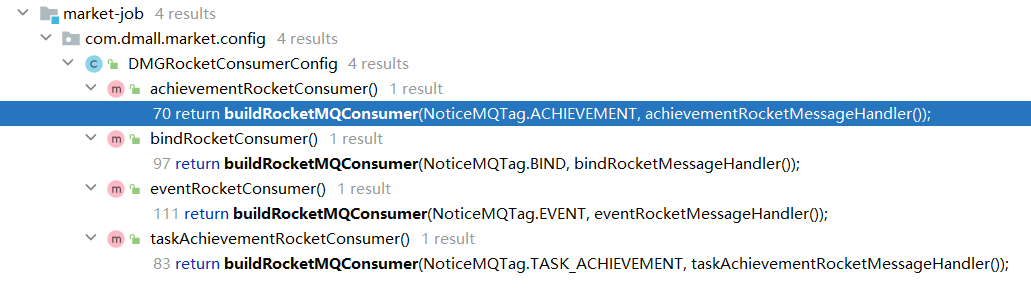 market-job 4 results
com.dmall.market.config 4 results
C DMGRocketConsumerConfig 4 results
m achievementRocketConsumer() 1 result
70 return buildRocketMQConsumer(NoticeMQTag.ACHIEVEMENT, achievementRocketMessageHandler());
m bindRocketConsumer() 1 result
97 return buildRocketMQConsumer(NoticeMQTag.BIND, bindRocketMessageHandler());
m eventRocketConsumer() 1 result
111 return buildRocketMQConsumer(NoticeMQTag.EVENT, eventRocketMessageHandler());
m taskAchievementRocketConsumer() 1 result
83 return buildRocketMQConsumer(NoticeMQTag.TASK_ACHIEVEMENT, taskAchievementRocketMessageHandler());